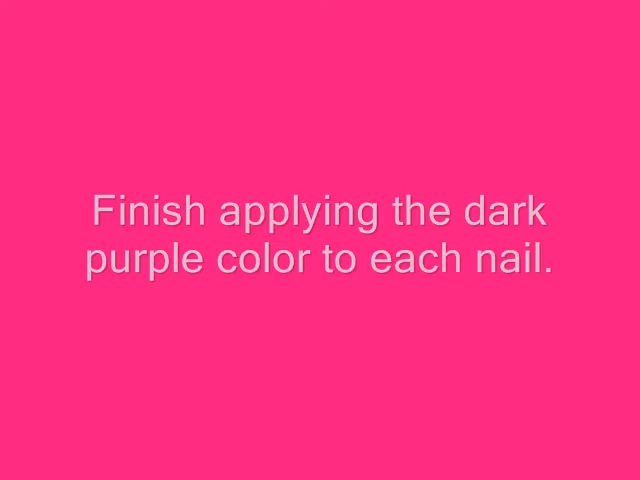 Finish applying the dark
purple color to each nail.